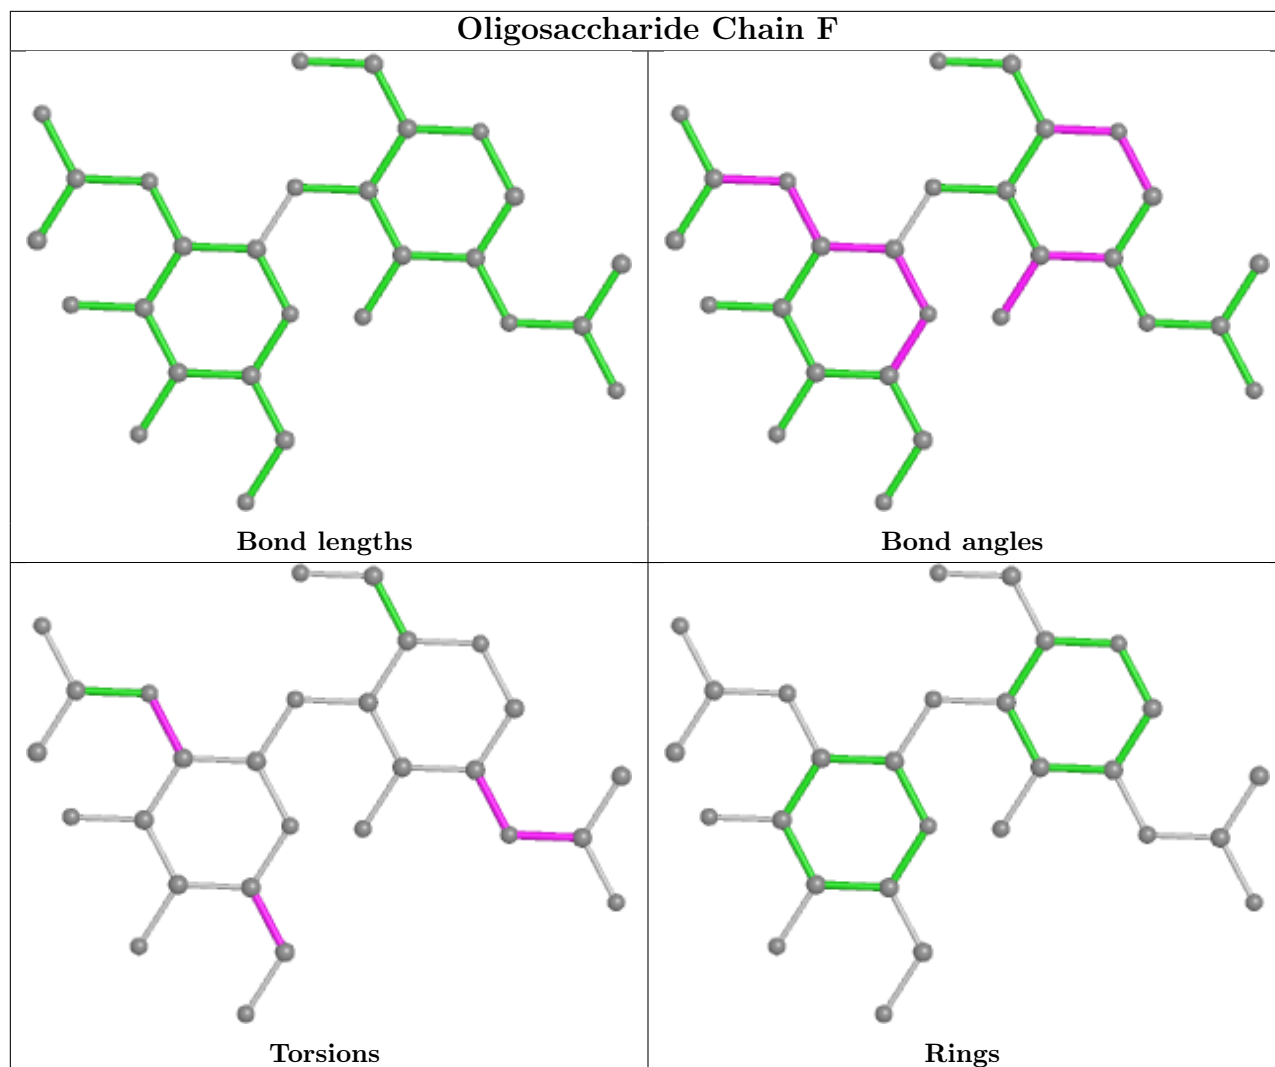 Oligosaccharide Chain F
Bond lengths
Bond angles
Torsions
Rings